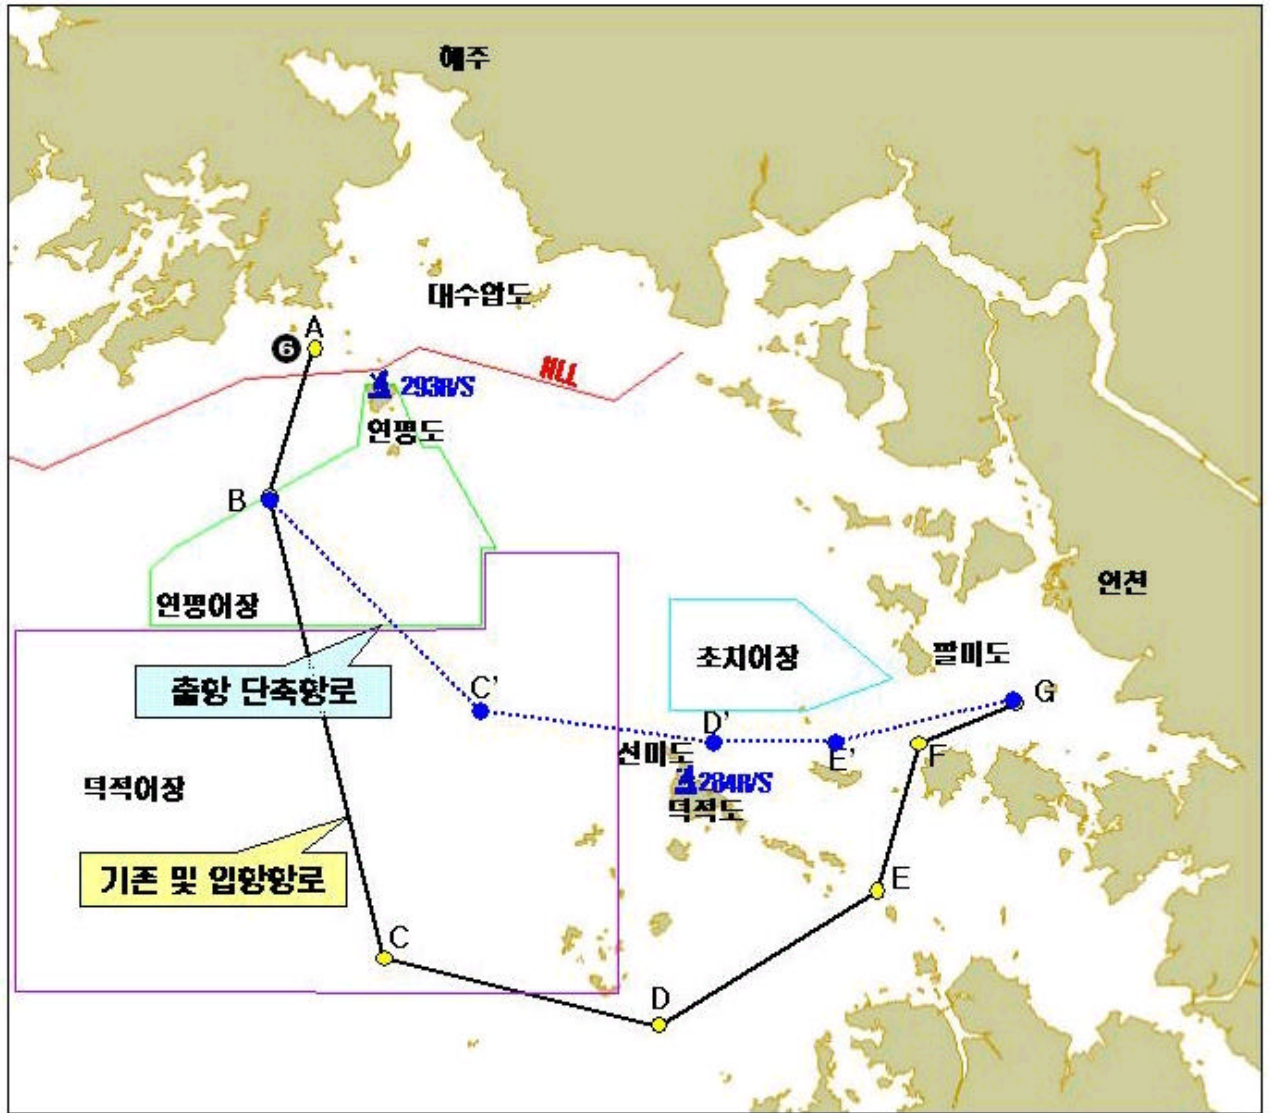 해주
대수압도
A
6
NLL
293R/S
연평도
B
연평어장
인천
초치어장
팔미도
출항 단축항로
C'
G
D'
선미도
E'
F
284R/S
덕적어장
덕적도
기존 및 입항항로
E
C
D